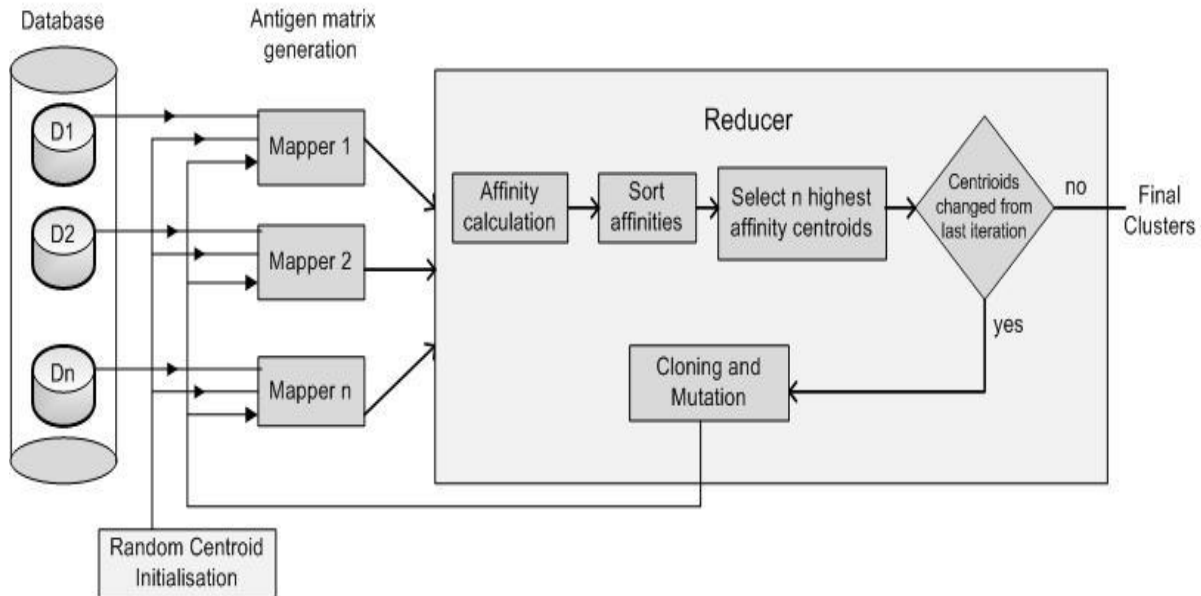 Database
Antigen matrix
generation
D1
D2
Dn
Mapper 1
Mapper 2
Mapper n
Reducer
Affinity
calculation
Sort
affinities
Select n highest
affinity centroids
Centrioids
changed from
last iteration
no
Final
Clusters
yes
Cloning and
Mutation
Random Centroid
Initialisation